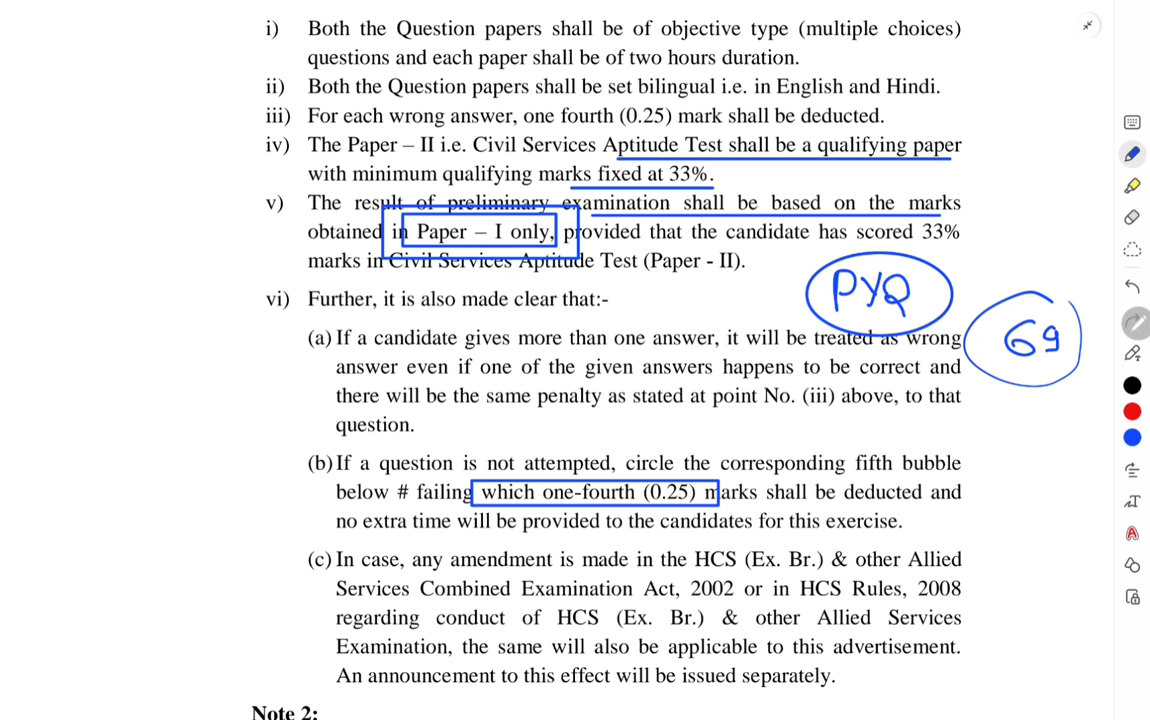 i) Both the Question papers shall be of objective type (multiple choices)
questions and each paper shall be of two hours duration.
ii) Both the Question papers shall be set bilingual i.e. in English and Hindi.
iii) For each wrong answer, one fourth (0.25) mark shall be deducted.
iv) The Paper – II i.e. Civil Services Aptitude Test shall be a qualifying paper
with minimum qualifying marks fixed at 33%.
v) The result of preliminary examination shall be based on the marks
obtained in Paper – I only, provided that the candidate has scored 33%
marks in Civil Services Aptitude Test (Paper - II).
vi) Further, it is also made clear that:-
PYQ
(a) If a candidate gives more than one answer, it will be treated as wrong
69
answer even if one of the given answers happens to be correct and
there will be the same penalty as stated at point No. (iii) above, to that
question.
(b) If a question is not attempted, circle the corresponding fifth bubble
below # failing which one-fourth (0.25) marks shall be deducted and
no extra time will be provided to the candidates for this exercise.
(c) In case, any amendment is made in the HCS (Ex. Br.) & other Allied
Services Combined Examination Act, 2002 or in HCS Rules, 2008
regarding conduct of HCS (Ex. Br.) & other Allied Services
Examination, the same will also be applicable to this advertisement.
An announcement to this effect will be issued separately.
Note 2: